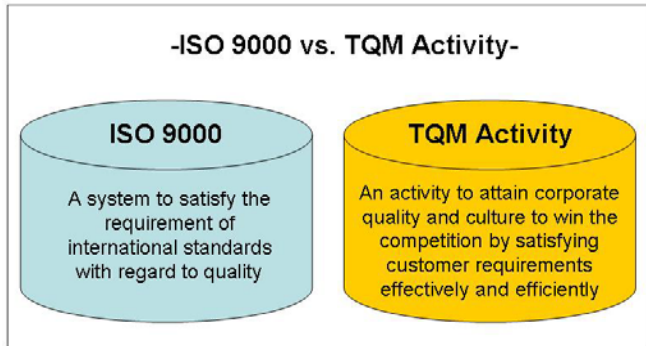 -ISO 9000 vs. TQM Activity-
ISO 9000
A system to satisfy the
requirement of
international standards
with regard to quality
TQM Activity
An activity to attain corporate
quality and culture to win the
competition by satisfying
customer requirements
effectively and efficiently